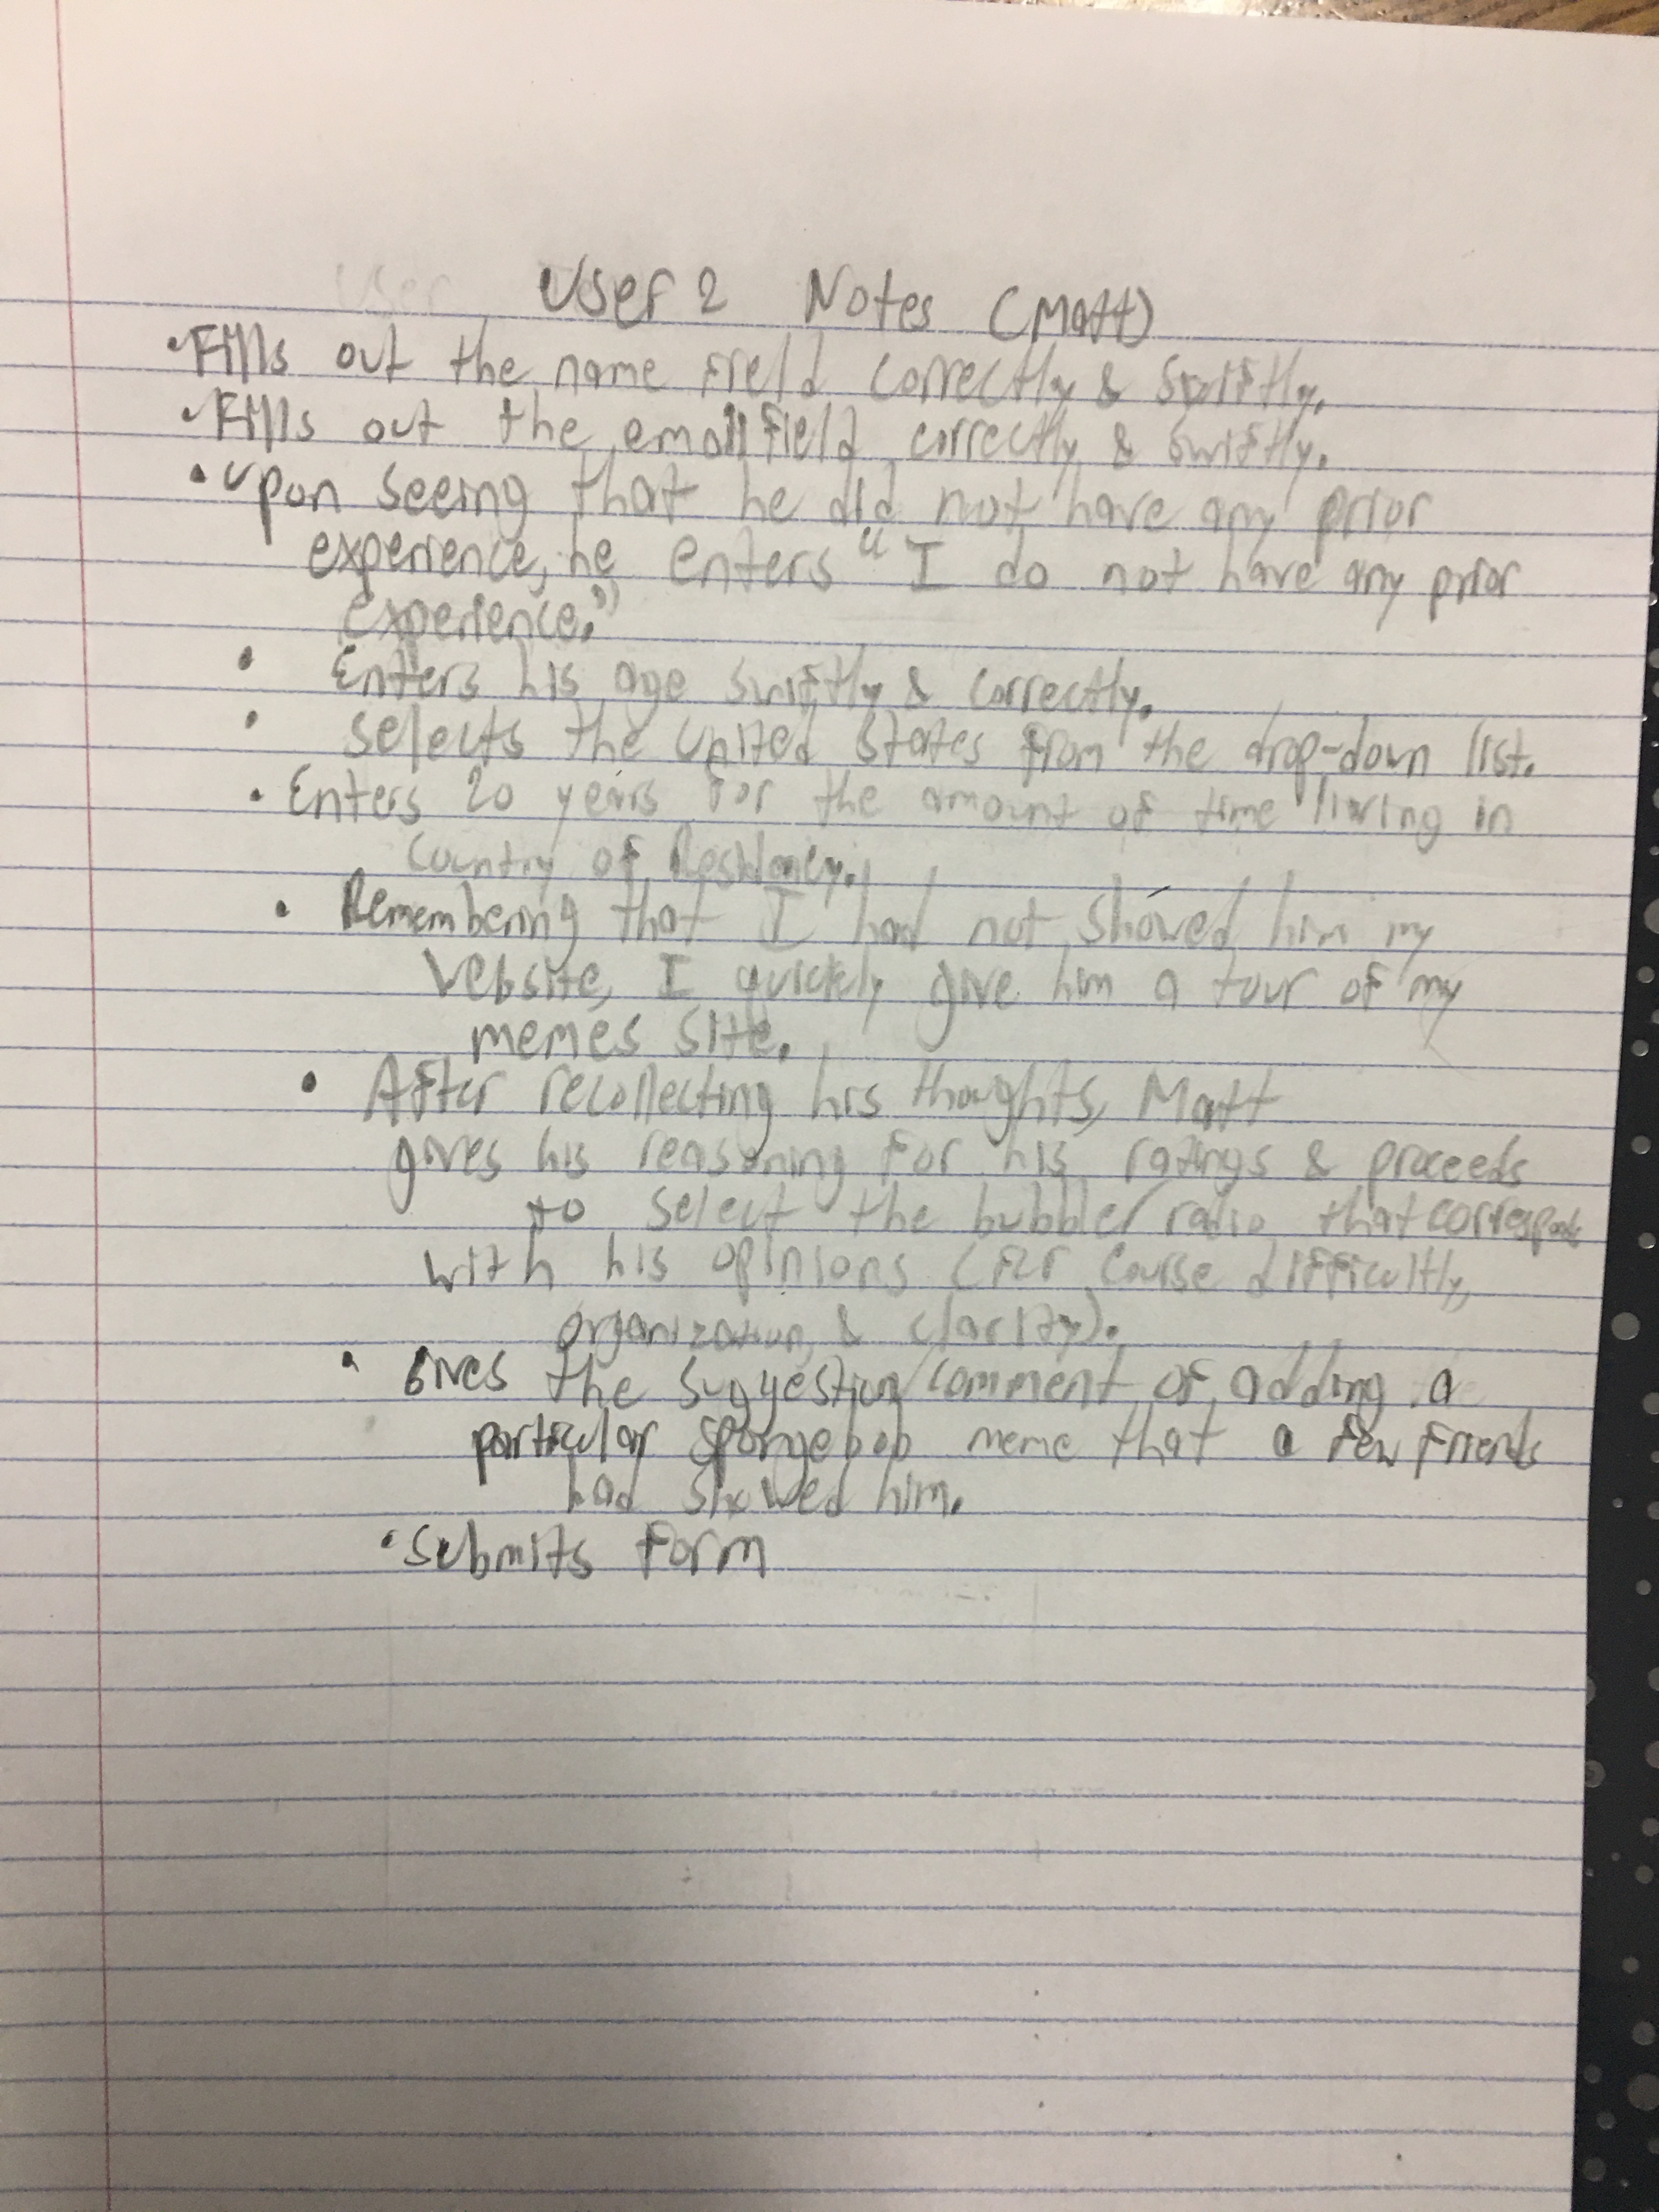 User 2 Notes (Matt)
• Fills out the name field correctly & swiftly.
• Fills out the email field correctly & swiftly.
• Upon seeing that he did not have any prior
experience, he enters "I do not have any prior
experience."
• Enters his age swiftly & correctly.
• Selects the United States from the drop-down list.
• Enters 20 years for the amount of time living in
Country of Residency.
• Remembering that I had not showed him my
website, I quickly give him a tour of my
memes site.
• After recollecting his thoughts, Matt
gives his reasoning for his ratings & proceeds
to select the bubble/radio that correspond
with his opinions (for course difficulty,
organization, & clarity).
• Gives the suggestion/comment of adding a
particular Spongebob meme that a few friends
had showed him.
• Submits form